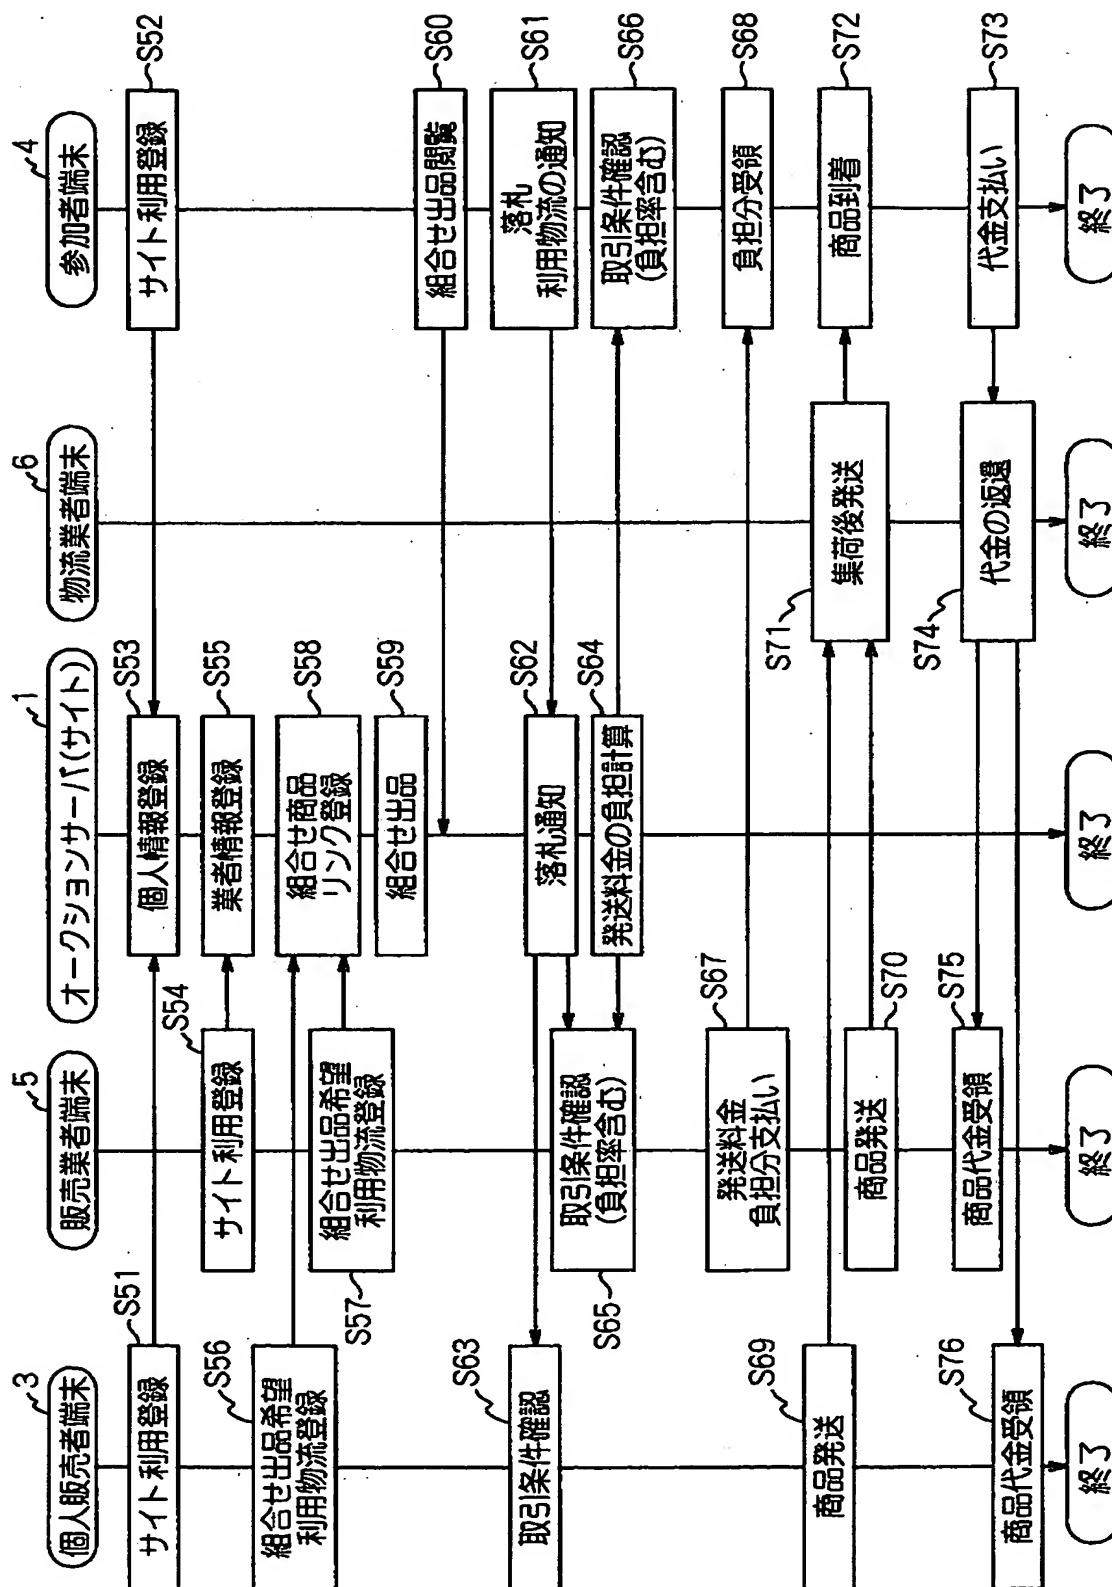 3
個人販売者端末
5
販売業者端末
1
オークションサーバ(サイト)
6
物流業者端末
4
参加者端末
S51
サイト利用登録
S53
個人情報登録
S52
サイト利用登録
S54
サイト利用登録
S55
業者情報登録
S56
組合せ出品希望
利用物流登録
S57
組合せ出品希望
利用物流登録
S58
組合せ商品
リンク登録
S59
組合せ出品
S60
組合せ出品閲覧
S61
落札
利用物流の通知
S62
落札通知
S63
取引条件確認
S64
発送料金の負担計算
S65
取引条件確認
(負担率含む)
S66
取引条件確認
(負担率含む)
S67
発送料金
負担分支払い
S68
負担分受領
S69
商品発送
S70
商品発送
S71
集荷後発送
S72
商品到着
S73
代金支払い
S74
代金の返還
S75
商品代金受領
S76
商品代金受領
終了
終了
終了
終了
終了